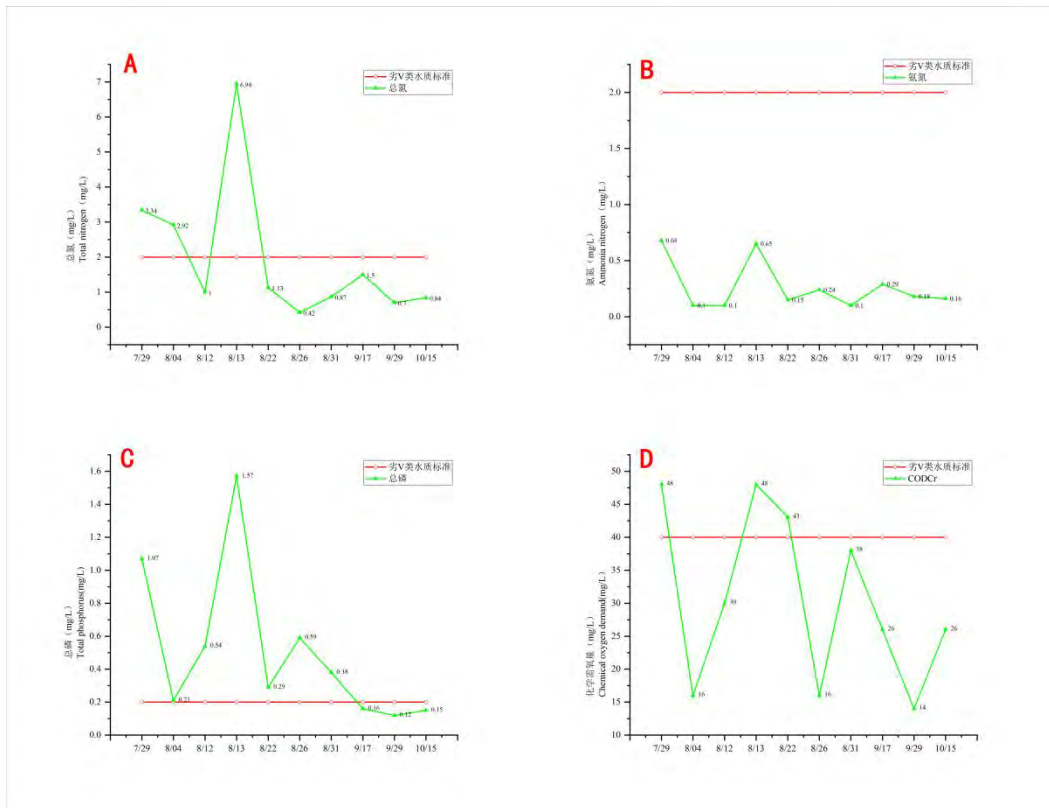 A
劣V类水质标准
总氮
7
6
5
4
3
2
1
0
总氮（mg/L）
Total nitrogen（mg/L）
3.34
2.92
1
6.94
1.13
0.42
0.87
1.5
0.7
0.84
7/29 8/04 8/12 8/13 8/22 8/26 8/31 9/17 9/29 10/15
B
劣V类水质标准
氨氮
2.0
1.5
1.0
0.5
0.0
氨氮（mg/L）
Ammonia nitrogen（mg/L）
0.68
0.1
0.1
0.65
0.15
0.24
0.1
0.29
0.18
0.16
7/29 8/04 8/12 8/13 8/22 8/26 8/31 9/17 9/29 10/15
C
劣V类水质标准
总磷
1.6
1.4
1.2
1.0
0.8
0.6
0.4
0.2
0.0
总磷（mg/L）
Total phosphorus(mg/L)
1.07
0.21
0.54
1.57
0.29
0.59
0.38
0.16
0.12
0.15
7/29 8/04 8/12 8/13 8/22 8/26 8/31 9/17 9/29 10/15
D
劣V类水质标准
CODCr
50
45
40
35
30
25
20
15
10
化学需氧量（mg/L）
Chemical oxygen demand(mg/L)
48
16
30
48
43
16
38
26
14
26
7/29 8/04 8/12 8/13 8/22 8/26 8/31 9/17 9/29 10/15